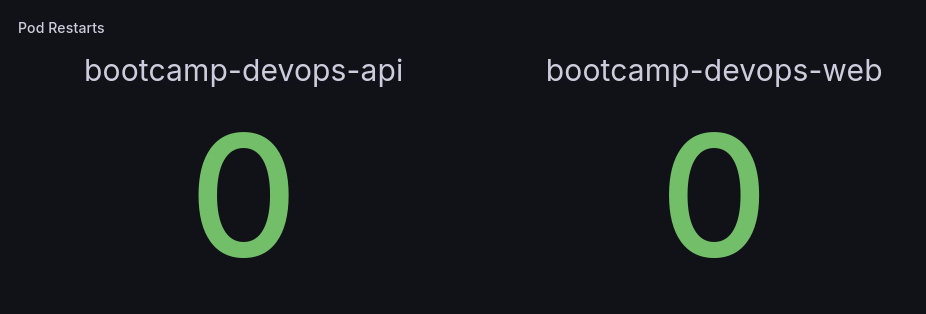 Pod Restarts
bootcamp-devops-api
bootcamp-devops-web
0
0